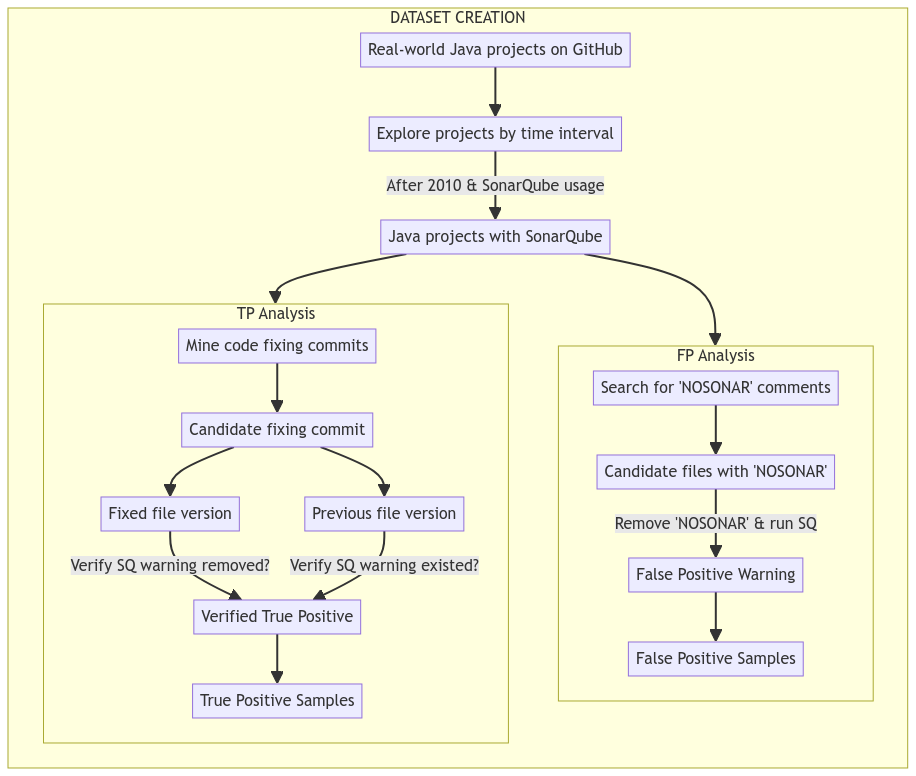 DATASET CREATION
Real-world Java projects on GitHub
Explore projects by time interval
After 2010 & SonarQube usage
Java projects with SonarQube
TP Analysis
Mine code fixing commits
Candidate fixing commit
Fixed file version
Previous file version
Verify SQ warning removed?
Verify SQ warning existed?
Verified True Positive
True Positive Samples
FP Analysis
Search for 'NOSONAR' comments
Candidate files with 'NOSONAR'
Remove 'NOSONAR' & run SQ
False Positive Warning
False Positive Samples